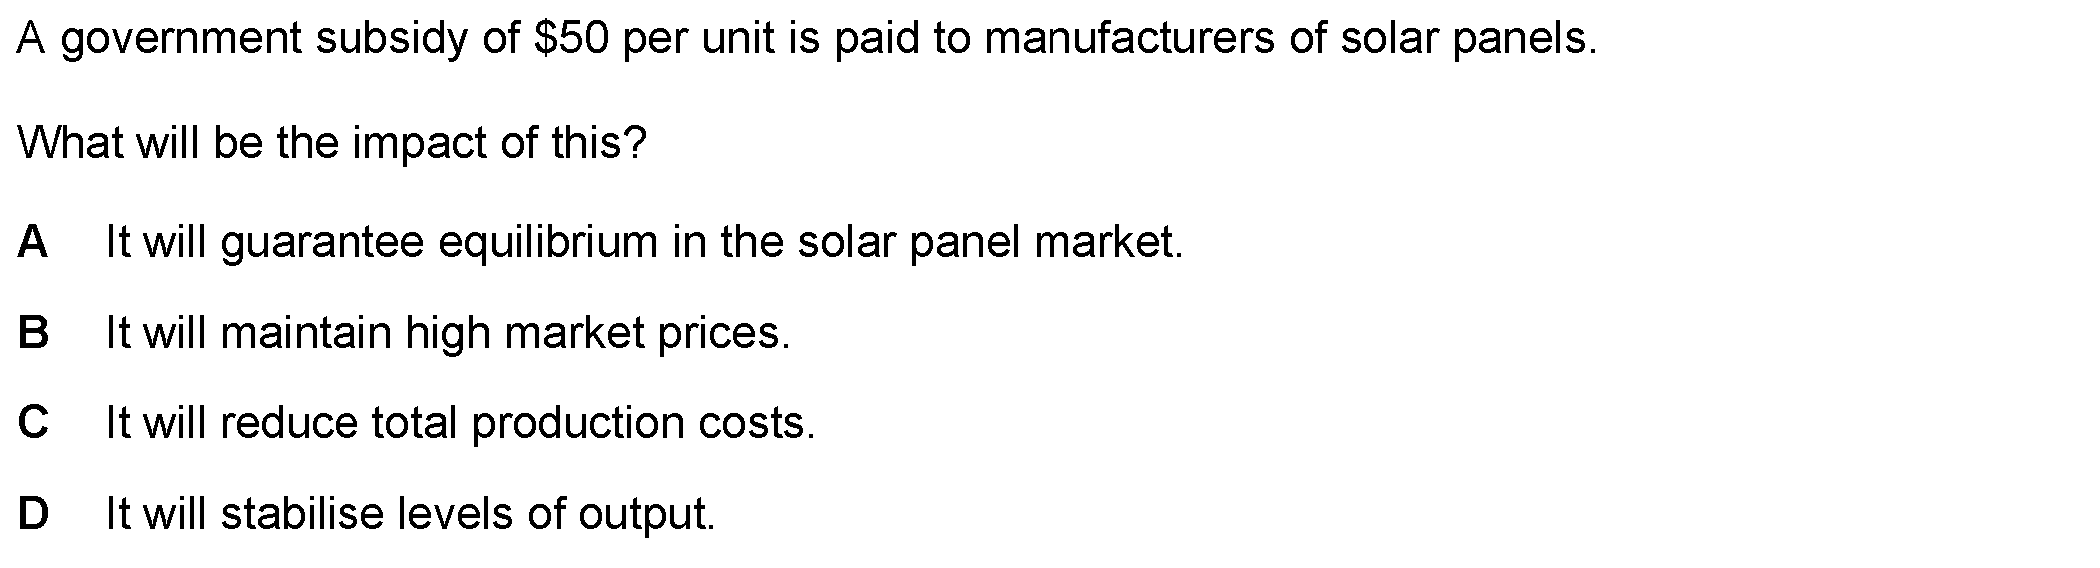 A government subsidy of $50 per unit is paid to manufacturers of solar panels.
What will be the impact of this?
A It will guarantee equilibrium in the solar panel market.
B It will maintain high market prices.
C It will reduce total production costs.
D It will stabilise levels of output.